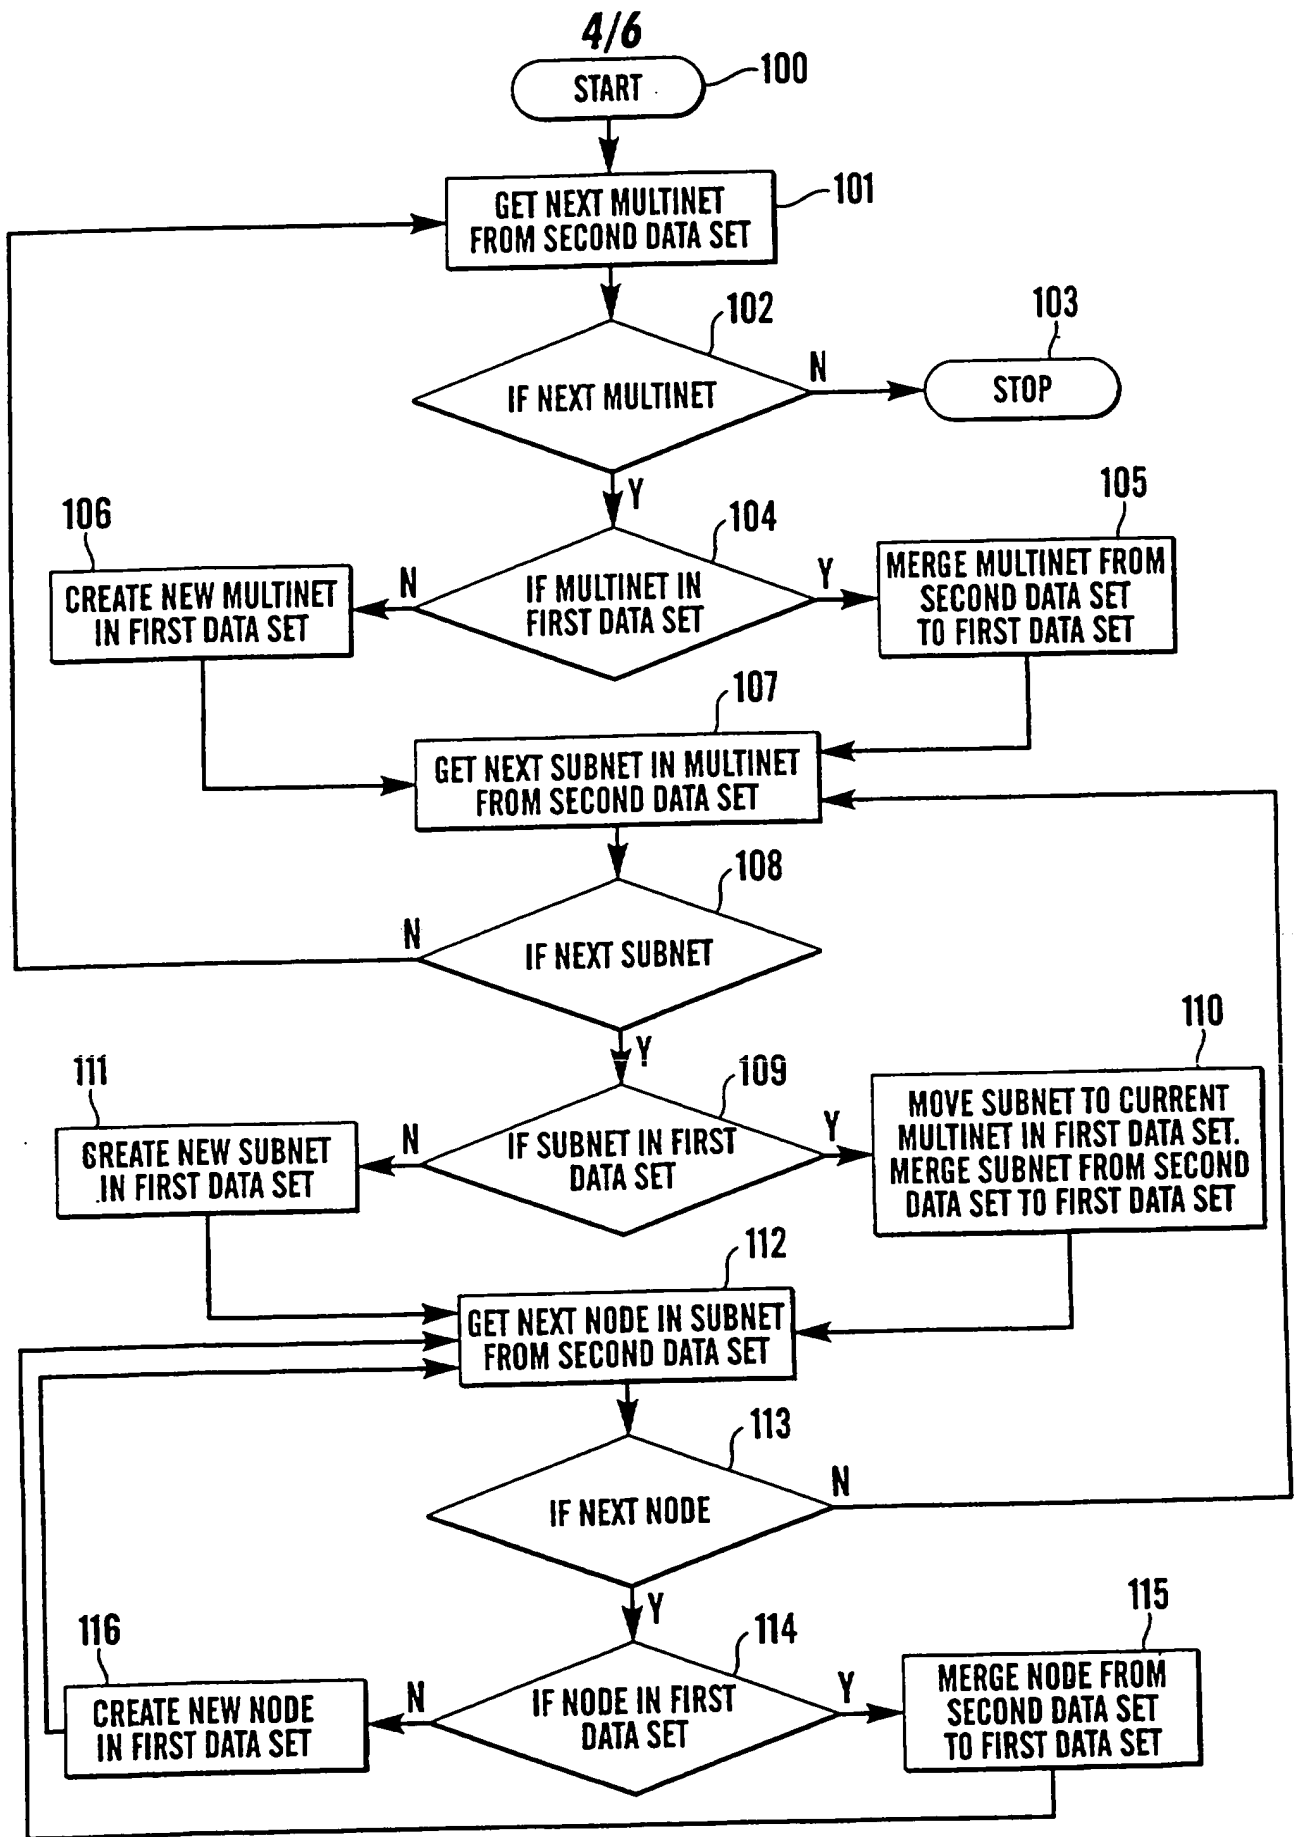 4/6
START
100
GET NEXT MULTINET
FROM SECOND DATA SET
101
102
IF NEXT MULTINET
N
103
STOP
Y
106
CREATE NEW MULTINET
IN FIRST DATA SET
N
104
IF MULTINET IN
FIRST DATA SET
Y
105
MERGE MULTINET FROM
SECOND DATA SET
TO FIRST DATA SET
107
GET NEXT SUBNET IN MULTINET
FROM SECOND DATA SET
108
N
IF NEXT SUBNET
Y
111
CREATE NEW SUBNET
IN FIRST DATA SET
N
109
IF SUBNET IN FIRST
DATA SET
Y
110
MOVE SUBNET TO CURRENT
MULTINET IN FIRST DATA SET.
MERGE SUBNET FROM SECOND
DATA SET TO FIRST DATA SET
112
GET NEXT NODE IN SUBNET
FROM SECOND DATA SET
113
IF NEXT NODE
N
Y
116
CREATE NEW NODE
IN FIRST DATA SET
N
114
IF NODE IN FIRST
DATA SET
Y
115
MERGE NODE FROM
SECOND DATA SET
TO FIRST DATA SET